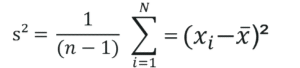 s² = 1 / (n − 1) ∑_{i=1}^{N} = (xᵢ − x̄)²